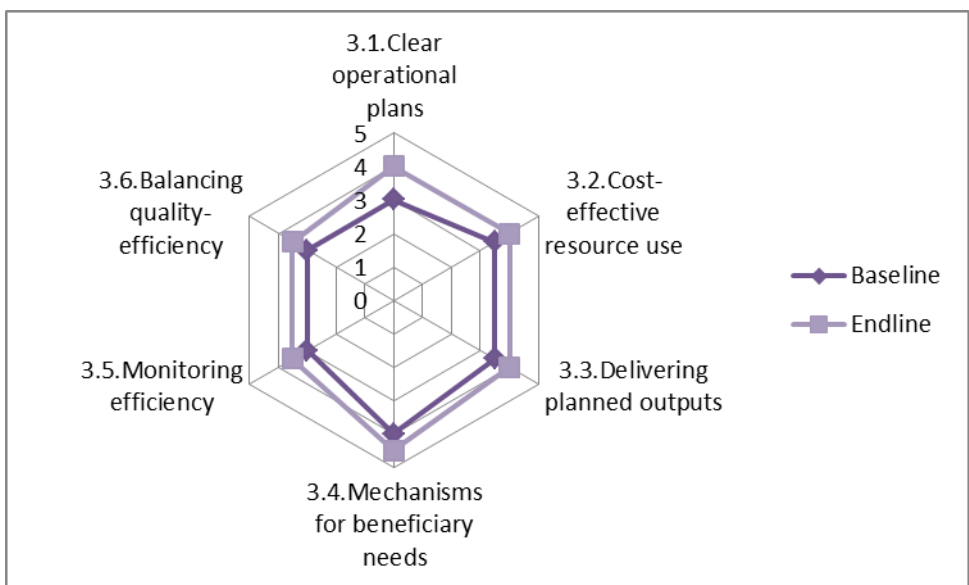 3.1.Clear
operational
plans
5
4
3
2
1
0
3.2.Cost-
effective
resource use
3.3.Delivering
planned outputs
3.4.Mechanisms
for beneficiary
needs
3.5.Monitoring
efficiency
3.6.Balancing
quality-
efficiency
Baseline
Endline